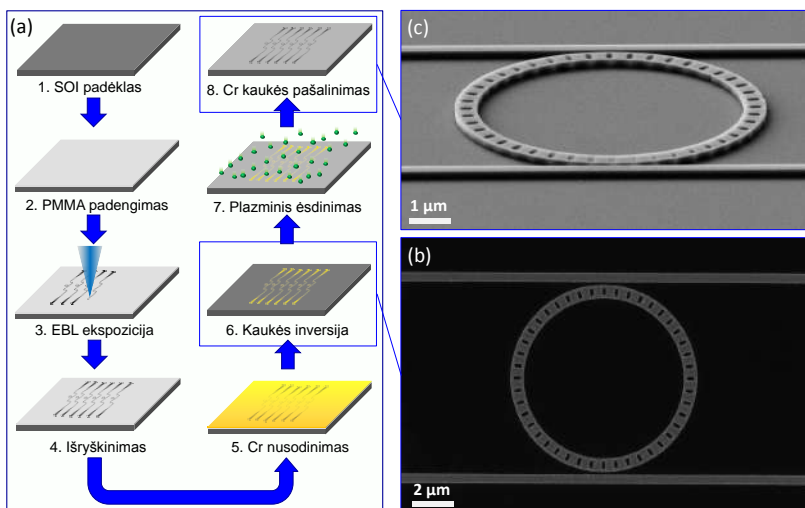 (a)
1. SOI padėklas
2. PMMA padengimas
3. EBL ekspozicija
4. Išryškinimas
5. Cr nusodinimas
6. Kaukės inversija
7. Plazminis ėsdinimas
8. Cr kaukės pašalinimas
(c)
1 µm
(b)
2 µm